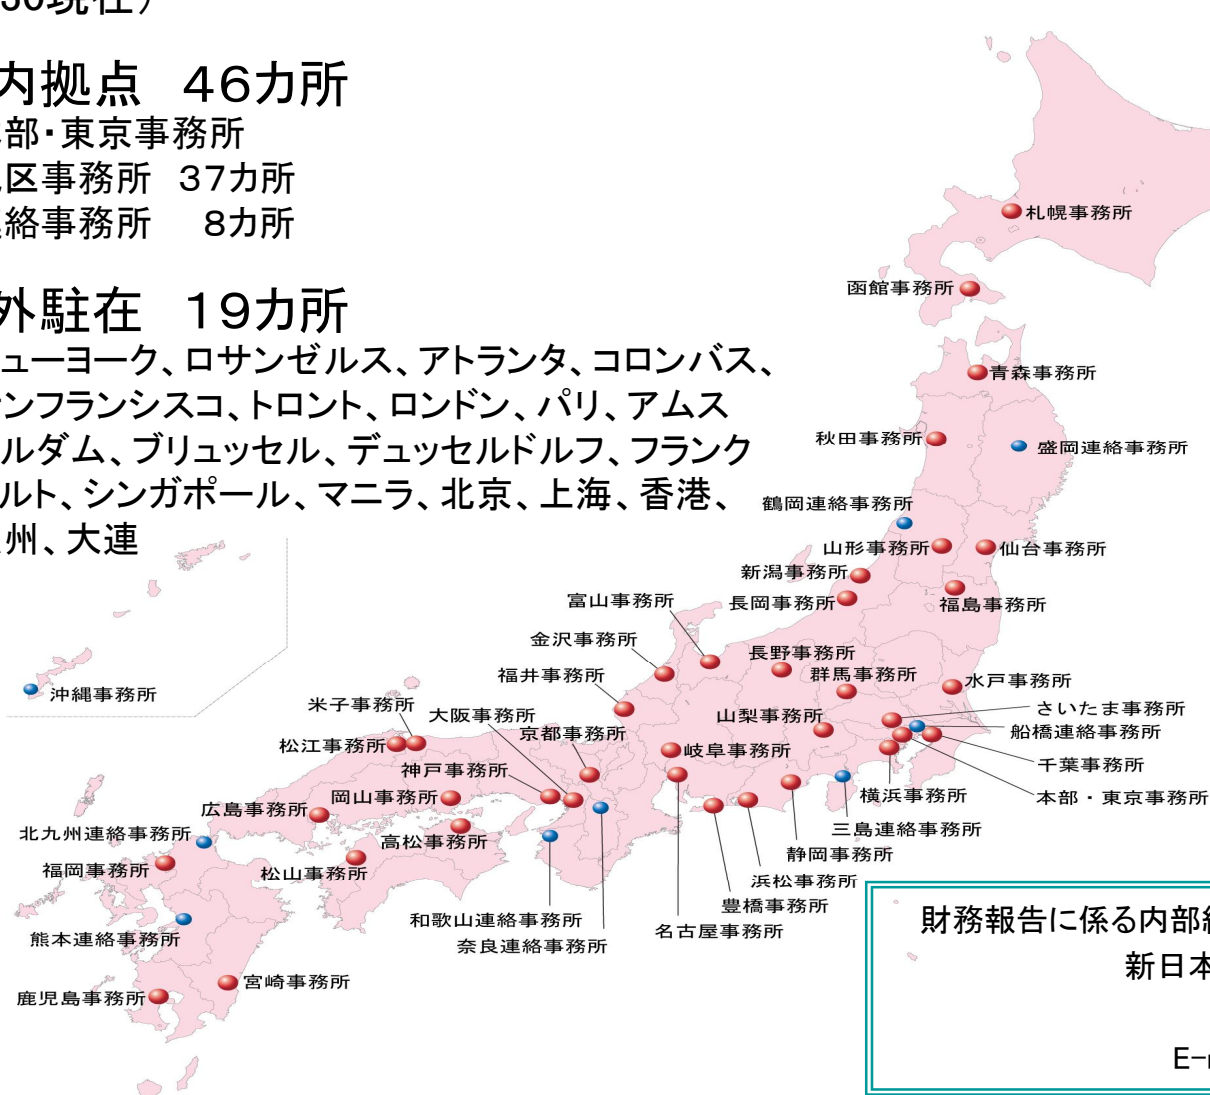 30現在）
内拠点　４６カ所
部・東京事務所
区事務所　３７カ所
絡事務所　　８カ所
外駐在　１９カ所
ューヨーク、ロサンゼルス、アトランタ、コロンバス、
ンフランシスコ、トロント、ロンドン、パリ、アムス
ルダム、ブリュッセル、デュッセルドルフ、フランク
ルト、シンガポール、マニラ、北京、上海、香港、
州、大連
札幌事務所
函館事務所
青森事務所
秋田事務所
盛岡連絡事務所
鶴岡連絡事務所
山形事務所
仙台事務所
新潟事務所
長岡事務所
福島事務所
富山事務所
金沢事務所
長野事務所
福井事務所
群馬事務所
水戸事務所
沖縄事務所
米子事務所
大阪事務所
京都事務所
山梨事務所
さいたま事務所
船橋連絡事務所
松江事務所
岐阜事務所
千葉事務所
神戸事務所
岡山事務所
横浜事務所
本部・東京事務所
広島事務所
三島連絡事務所
北九州連絡事務所
高松事務所
静岡事務所
福岡事務所
松山事務所
浜松事務所
豊橋事務所
和歌山連絡事務所
名古屋事務所
熊本連絡事務所
奈良連絡事務所
宮崎事務所
鹿児島事務所
財務報告に係る内部
新日本
E-